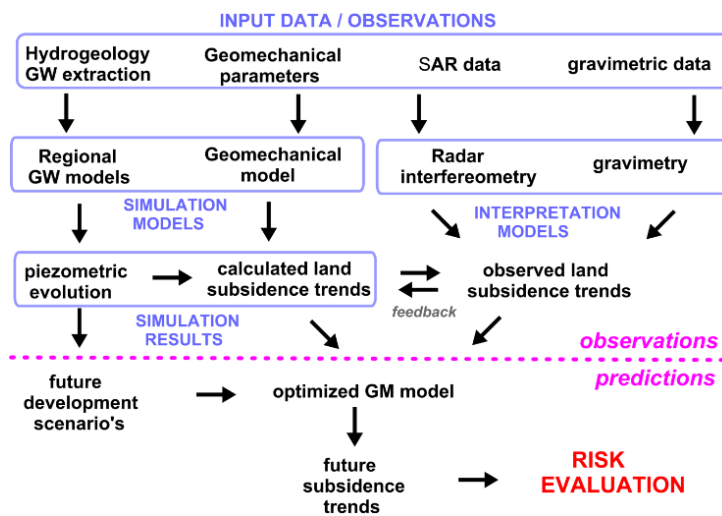 INPUT DATA / OBSERVATIONS
Hydrogeology
GW extraction
Geomechanical
parameters
SAR data
gravimetric data
Regional
GW models
Geomechanical
model
Radar
interfereometry
gravimetry
SIMULATION
MODELS
INTERPRETATION
MODELS
piezometric
evolution
calculated land
subsidence trends
feedback
observed land
subsidence trends
SIMULATION
RESULTS
observations
predictions
future
development
scenario's
optimized GM model
future
subsidence
trends
RISK
EVALUATION